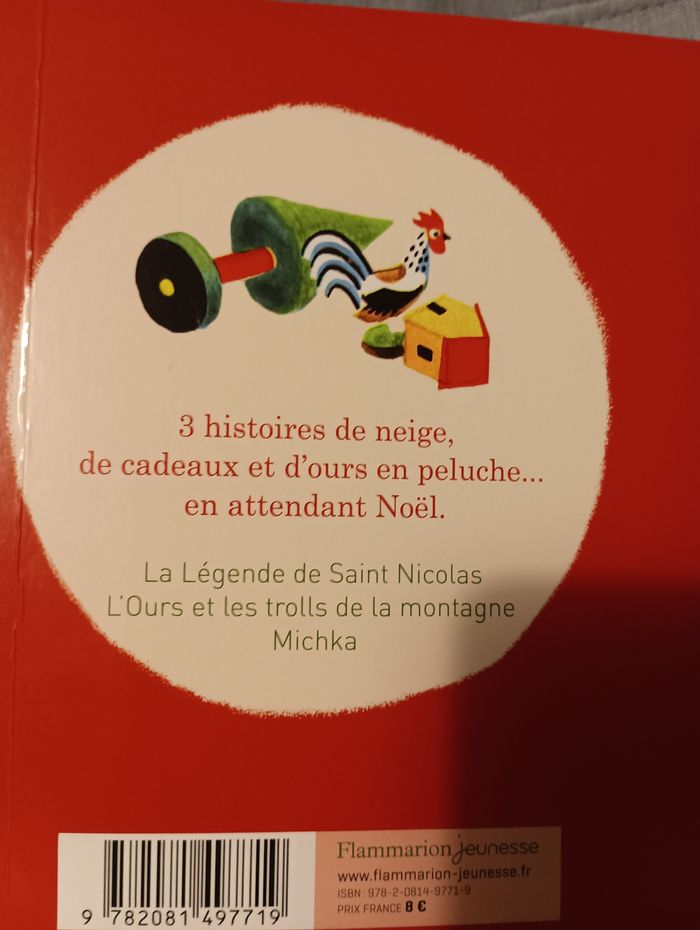 3 histoires de neige,
de cadeaux et d'ours en peluche...
en attendant Noël.
La Légende de Saint Nicolas
L'Ours et les trolls de la montagne
Michka
Flammarion jeunesse
www.flammarion-jeunesse.fr
ISBN : 978-2-0814-9771-9
PRIX FRANCE 8 €
9 782081 497719